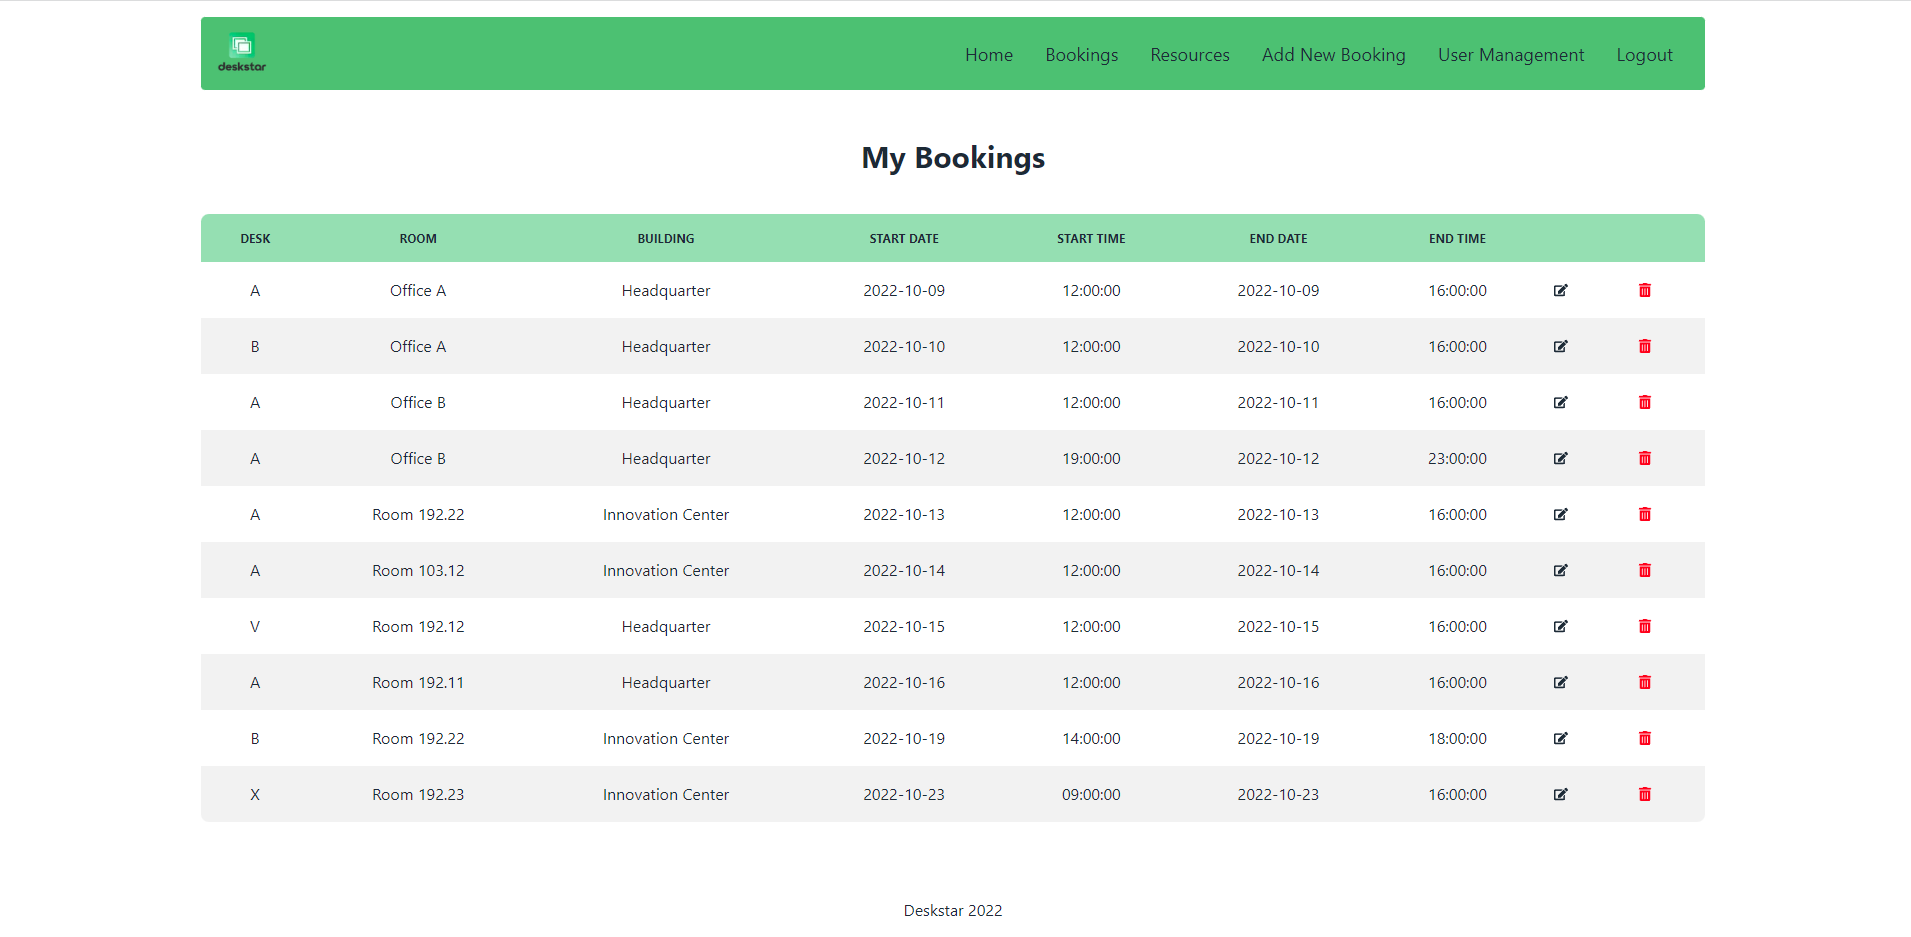 deskstar
Home Bookings Resources Add New Booking User Management Logout
My Bookings
DESK ROOM BUILDING START DATE START TIME END DATE END TIME
A Office A Headquarter 2022-10-09 12:00:00 2022-10-09 16:00:00
B Office A Headquarter 2022-10-10 12:00:00 2022-10-10 16:00:00
A Office B Headquarter 2022-10-11 12:00:00 2022-10-11 16:00:00
A Office B Headquarter 2022-10-12 19:00:00 2022-10-12 23:00:00
A Room 192.22 Innovation Center 2022-10-13 12:00:00 2022-10-13 16:00:00
A Room 103.12 Innovation Center 2022-10-14 12:00:00 2022-10-14 16:00:00
V Room 192.12 Headquarter 2022-10-15 12:00:00 2022-10-15 16:00:00
A Room 192.11 Headquarter 2022-10-16 12:00:00 2022-10-16 16:00:00
B Room 192.22 Innovation Center 2022-10-19 14:00:00 2022-10-19 18:00:00
X Room 192.23 Innovation Center 2022-10-23 09:00:00 2022-10-23 16:00:00
Deskstar 2022